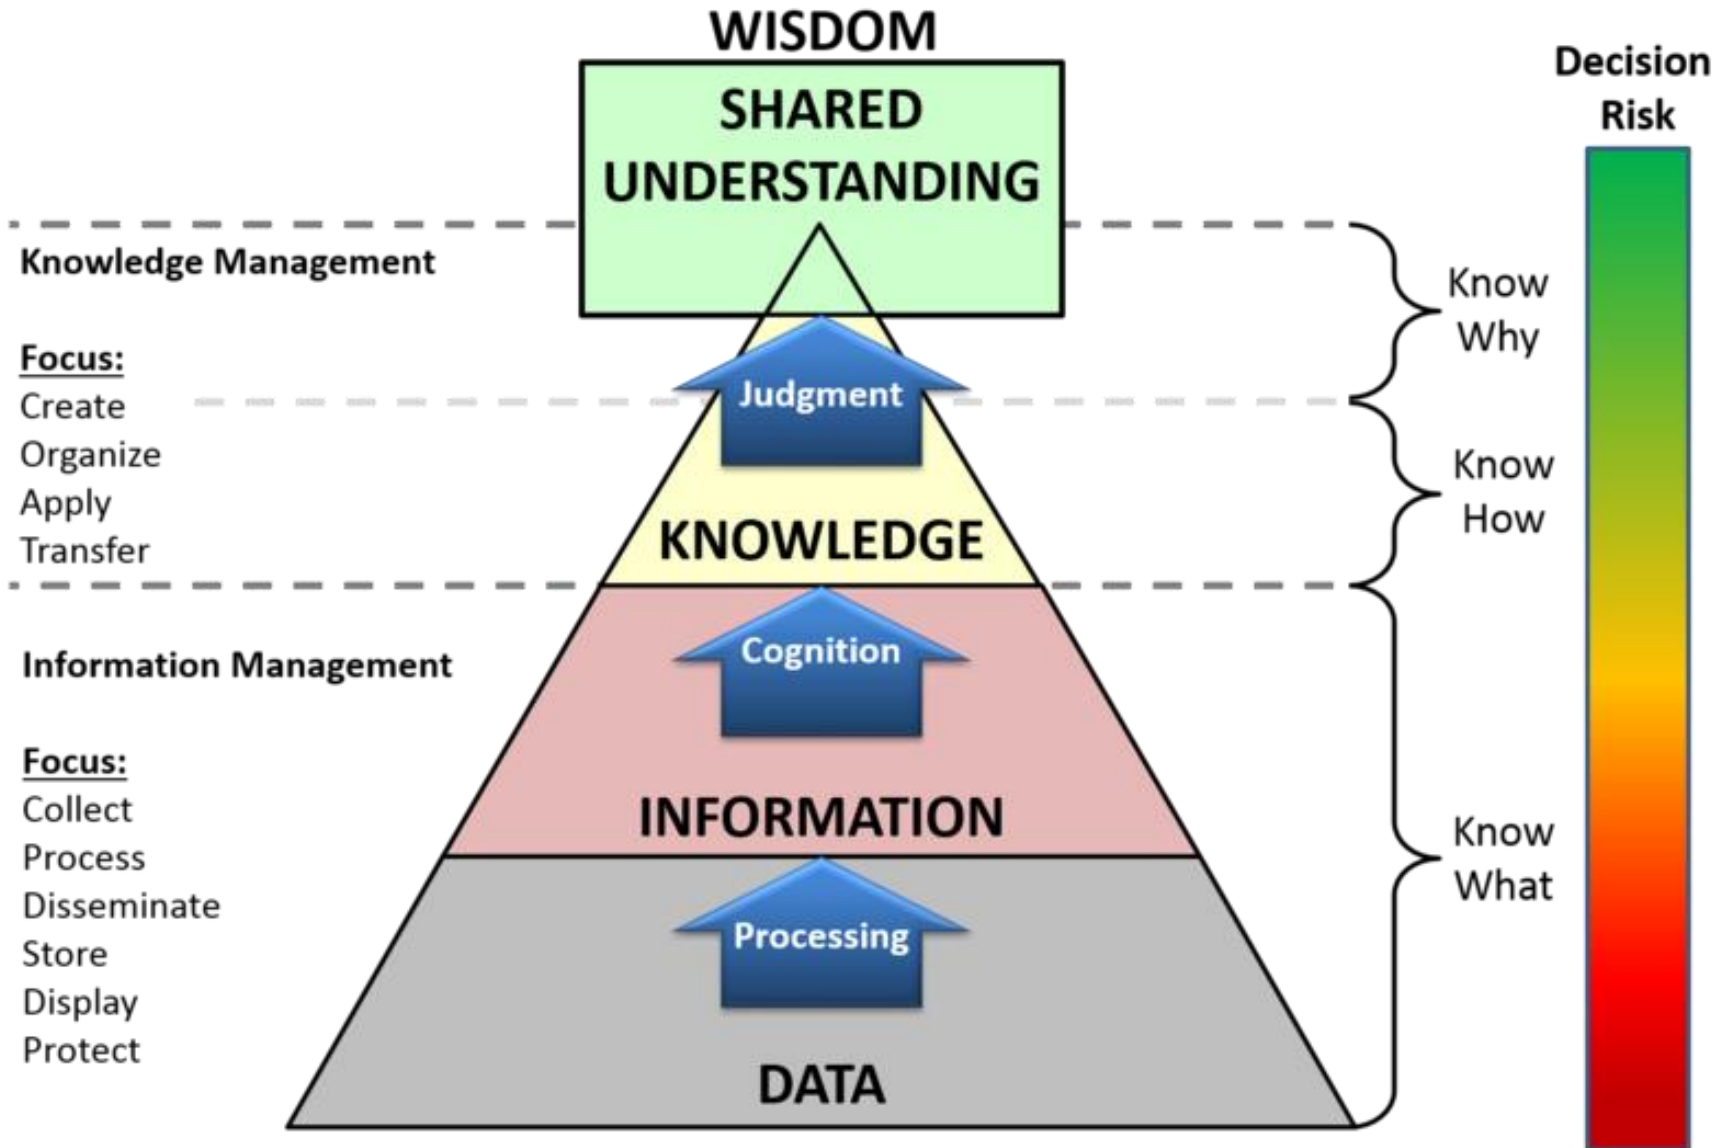 WISDOM
SHARED
UNDERSTANDING
Decision
Risk
Knowledge Management
Focus:
Create
Organize
Apply
Transfer
Judgment
KNOWLEDGE
Know
Why
Know
How
Information Management
Focus:
Collect
Process
Disseminate
Store
Display
Protect
Cognition
INFORMATION
Processing
DATA
Know
What